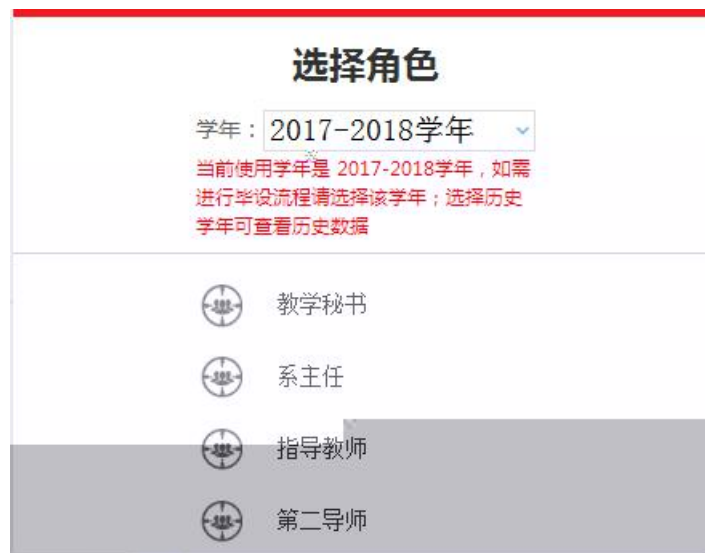 选择角色
学年：2017-2018学年
当前使用学年是 2017-2018学年，如需
进行毕设流程请选择该学年；选择历史
学年可查看历史数据
教学秘书
系主任
指导教师
第二导师